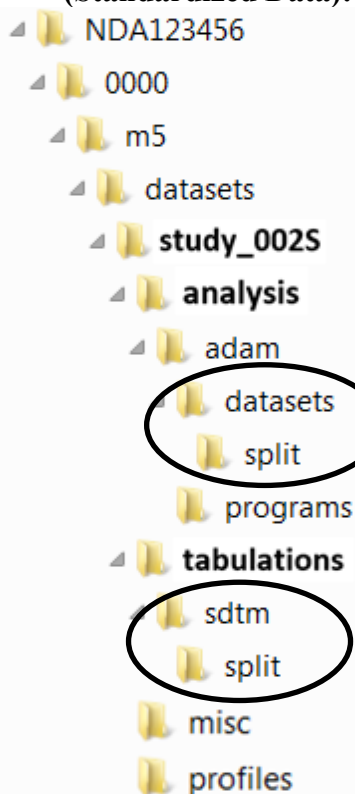 (Standardized Data).
NDA123456
0000
m5
datasets
study_002S
analysis
adam
datasets
split
programs
tabulations
sdtm
split
misc
profiles